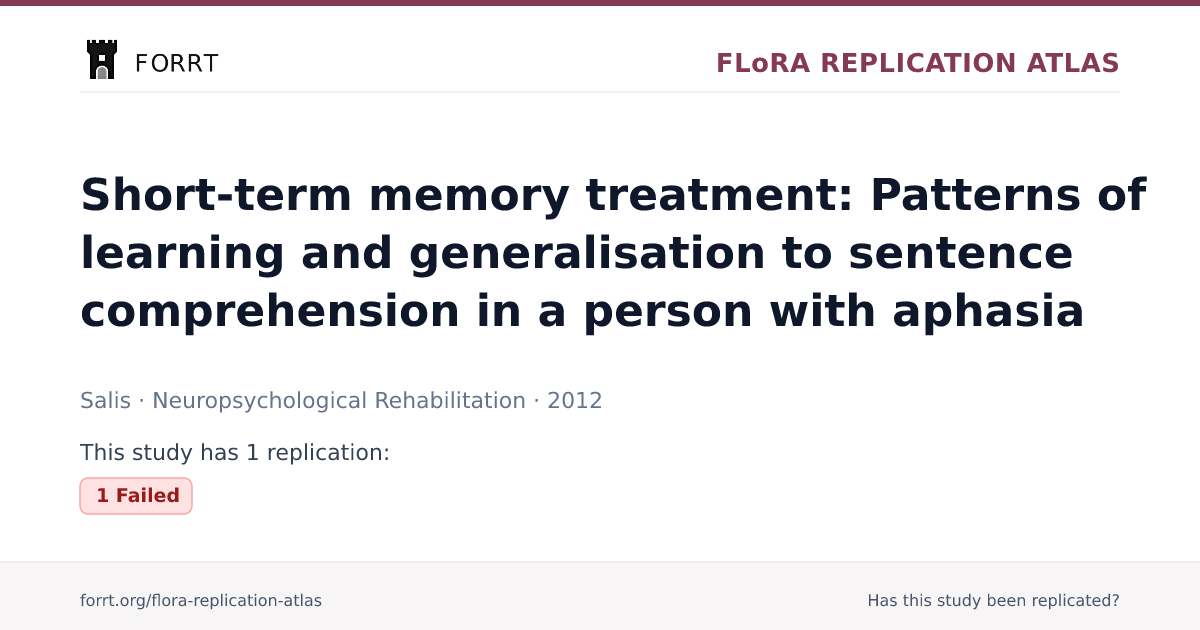 FORRT
FLoRA REPLICATION ATLAS
Short-term memory treatment: Patterns of
learning and generalisation to sentence
comprehension in a person with aphasia
Salis · Neuropsychological Rehabilitation · 2012
This study has 1 replication:
1 Failed
forrt.org/flora-replication-atlas
Has this study been replicated?